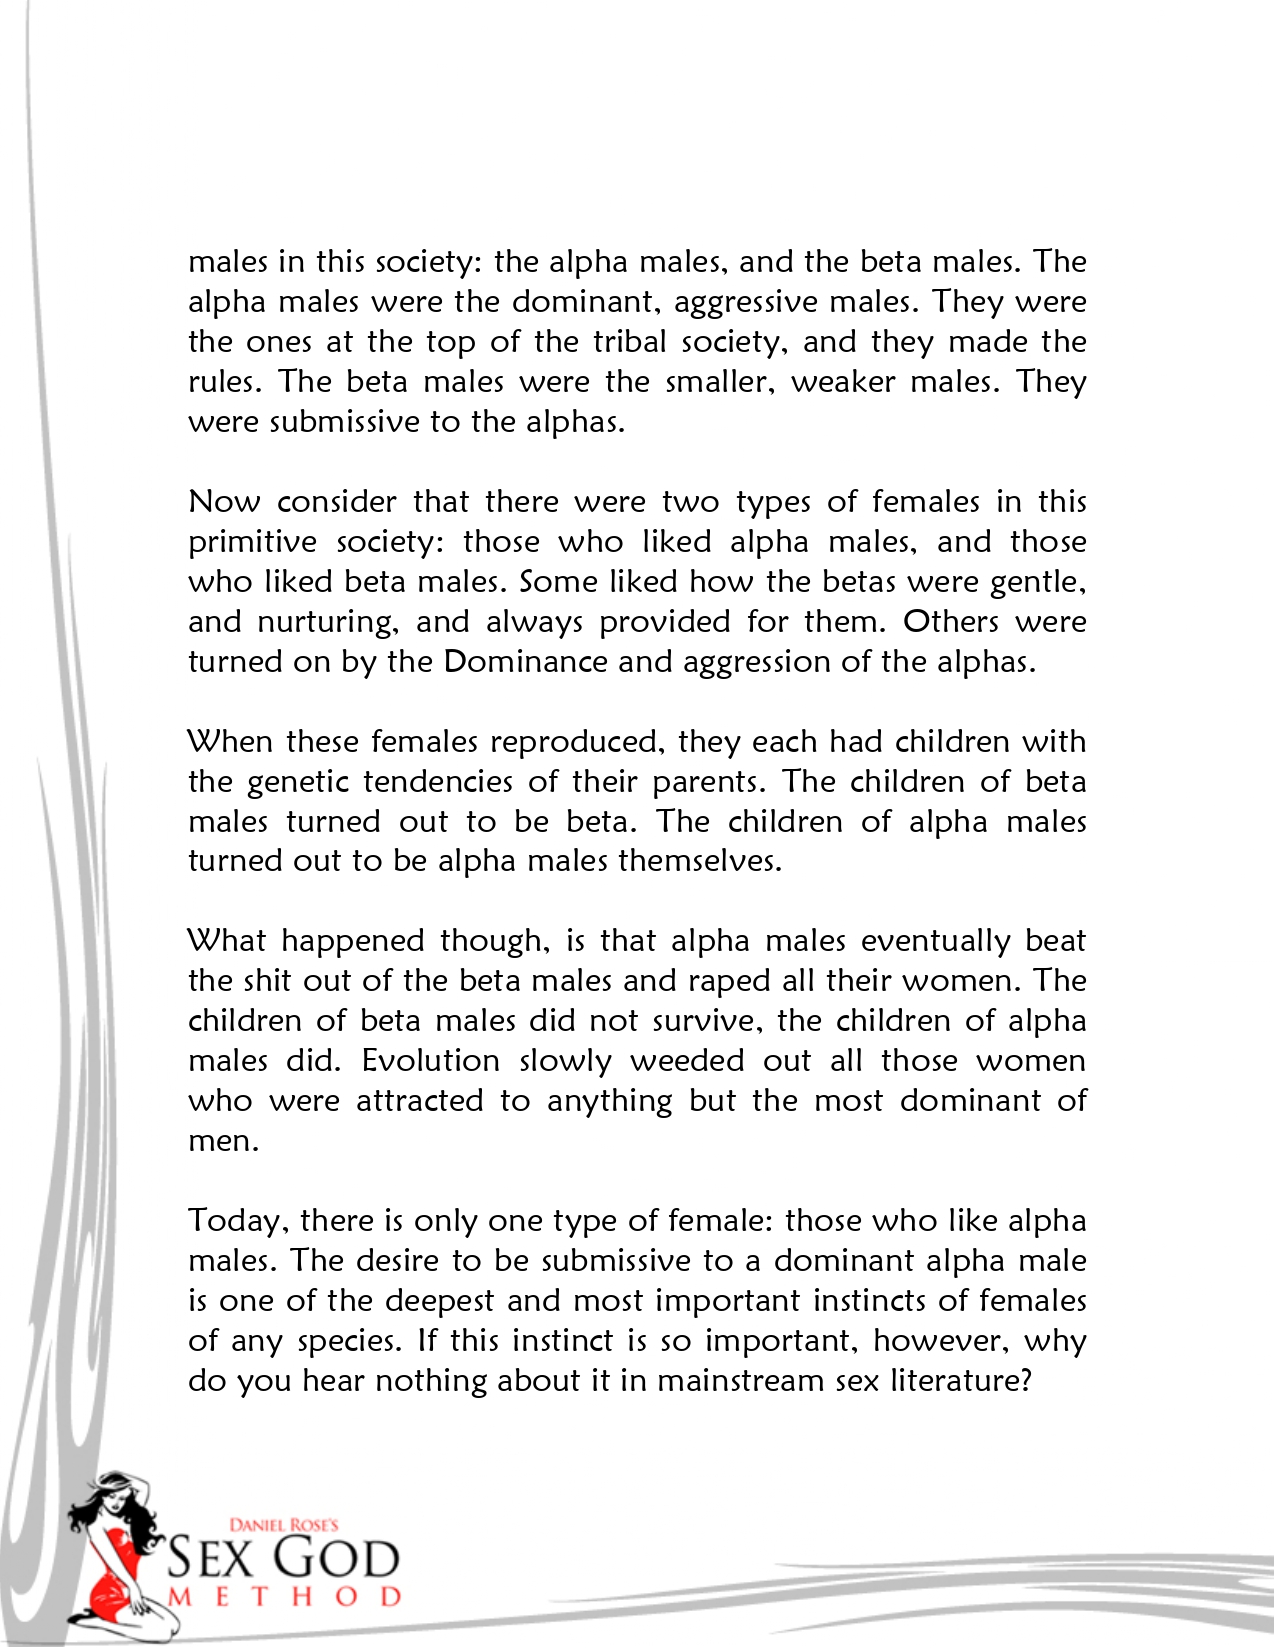 males in this society: the alpha males, and the beta males. The
alpha males were the dominant, aggressive males. They were
the ones at the top of the tribal society, and they made the
rules. The beta males were the smaller, weaker males. They
were submissive to the alphas.
Now consider that there were two types of females in this
primitive society: those who liked alpha males, and those
who liked beta males. Some liked how the betas were gentle,
and nurturing, and always provided for them. Others were
turned on by the Dominance and aggression of the alphas.
When these females reproduced, they each had children with
the genetic tendencies of their parents. The children of beta
males turned out to be beta. The children of alpha males
turned out to be alpha males themselves.
What happened though, is that alpha males eventually beat
the shit out of the beta males and raped all their women. The
children of beta males did not survive, the children of alpha
males did. Evolution slowly weeded out all those women
who were attracted to anything but the most dominant of
men.
Today, there is only one type of female: those who like alpha
males. The desire to be submissive to a dominant alpha male
is one of the deepest and most important instincts of females
of any species. If this instinct is so important, however, why
do you hear nothing about it in mainstream sex literature?
DANIEL ROSE'S
SEX GOD
METHOD